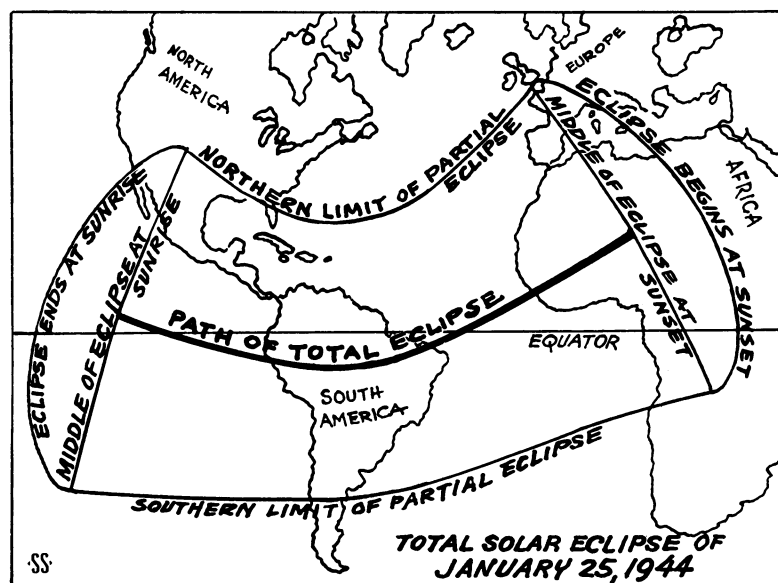 NORTH
AMERICA
EUROPE
AFRICA
NORTHERN LIMIT OF PARTIAL
ECLIPSE
ECLIPSE BEGINS AT SUNSET
MIDDLE OF ECLIPSE AT
SUNSET
ECLIPSE ENDS AT SUNRISE
MIDDLE OF ECLIPSE AT
SUNRISE
PATH OF TOTAL ECLIPSE
EQUATOR
SOUTH
AMERICA
SOUTHERN LIMIT OF PARTIAL ECLIPSE
TOTAL SOLAR ECLIPSE OF
JANUARY 25, 1944
·SS·